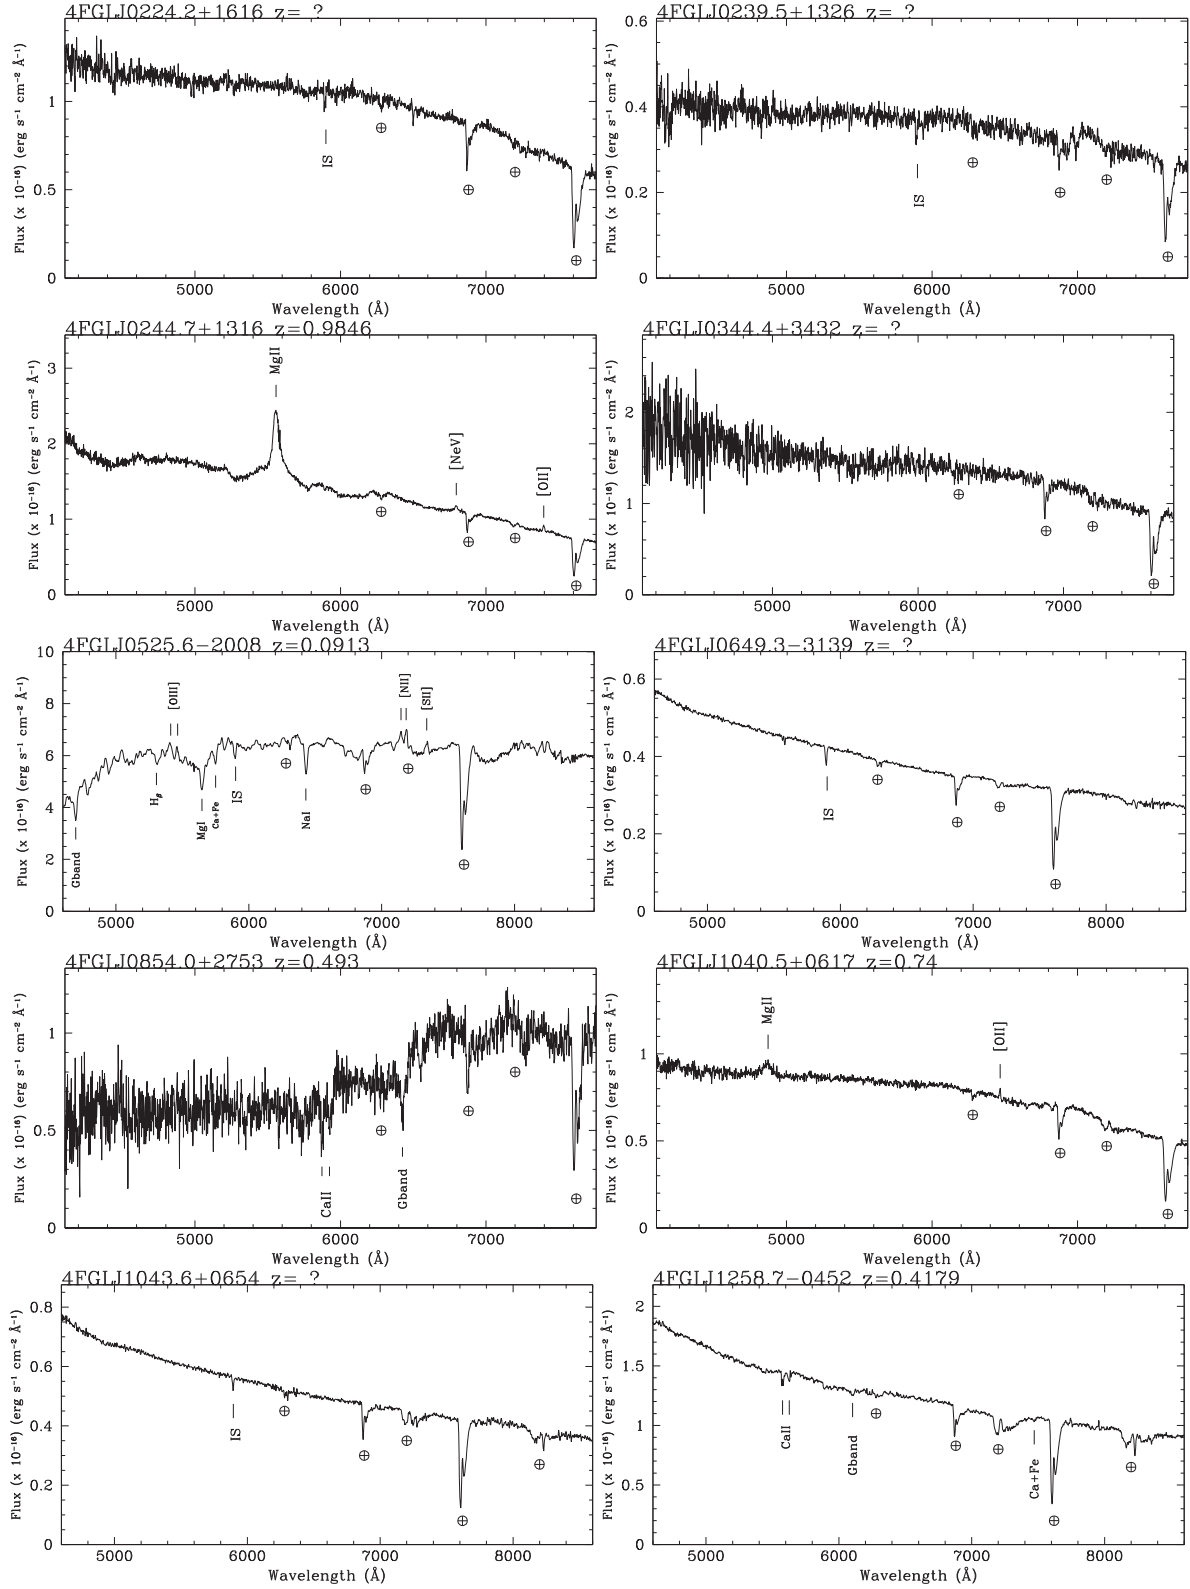 4FGLJ0224.2+1616 z= ?
Flux (x 10⁻¹⁶) (erg s⁻¹ cm⁻² Å⁻¹)
1
0.5
0
IS
⊕ ⊕ ⊕ ⊕
5000 6000 7000
Wavelength (Å)
4FGLJ0239.5+1326 z= ?
Flux (x 10⁻¹⁶) (erg s⁻¹ cm⁻² Å⁻¹)
0.6
0.4
0.2
0
IS
⊕ ⊕ ⊕ ⊕
5000 6000 7000
Wavelength (Å)
4FGLJ0244.7+1316 z=0.9846
Flux (x 10⁻¹⁶) (erg s⁻¹ cm⁻² Å⁻¹)
3
2
1
0
MgII
[NeV]
[OII]
⊕ ⊕ ⊕ ⊕
5000 6000 7000
Wavelength (Å)
4FGLJ0344.4+3432 z= ?
Flux (x 10⁻¹⁶) (erg s⁻¹ cm⁻² Å⁻¹)
2
1
0
⊕ ⊕ ⊕ ⊕
5000 6000 7000
Wavelength (Å)
4FGLJ0525.6−2008 z=0.0913
Flux (x 10⁻¹⁶) (erg s⁻¹ cm⁻² Å⁻¹)
10
8
6
4
2
0
[OIII]
[NII]
[SII]
Gband
Hβ
MgI
Ca+Fe
IS
NaI
⊕ ⊕ ⊕ ⊕
5000 6000 7000 8000
Wavelength (Å)
4FGLJ0649.3−3139 z= ?
Flux (x 10⁻¹⁶) (erg s⁻¹ cm⁻² Å⁻¹)
0.6
0.4
0.2
0
IS
⊕ ⊕ ⊕ ⊕
5000 6000 7000 8000
Wavelength (Å)
4FGLJ0854.0+2753 z=0.493
Flux (x 10⁻¹⁶) (erg s⁻¹ cm⁻² Å⁻¹)
1
0.5
0
CaII
Gband
⊕ ⊕ ⊕ ⊕
5000 6000 7000
Wavelength (Å)
4FGLJ1040.5+0617 z=0.74
Flux (x 10⁻¹⁶) (erg s⁻¹ cm⁻² Å⁻¹)
1
0.5
0
MgII
[OII]
⊕ ⊕ ⊕ ⊕
5000 6000 7000
Wavelength (Å)
4FGLJ1043.6+0654 z= ?
Flux (x 10⁻¹⁶) (erg s⁻¹ cm⁻² Å⁻¹)
0.8
0.6
0.4
0.2
0
IS
⊕ ⊕ ⊕ ⊕ ⊕
5000 6000 7000 8000
Wavelength (Å)
4FGLJ1258.7−0452 z=0.4179
Flux (x 10⁻¹⁶) (erg s⁻¹ cm⁻² Å⁻¹)
2
1.5
1
0.5
0
CaII
Gband
Ca+Fe
⊕ ⊕ ⊕ ⊕ ⊕
5000 6000 7000 8000
Wavelength (Å)